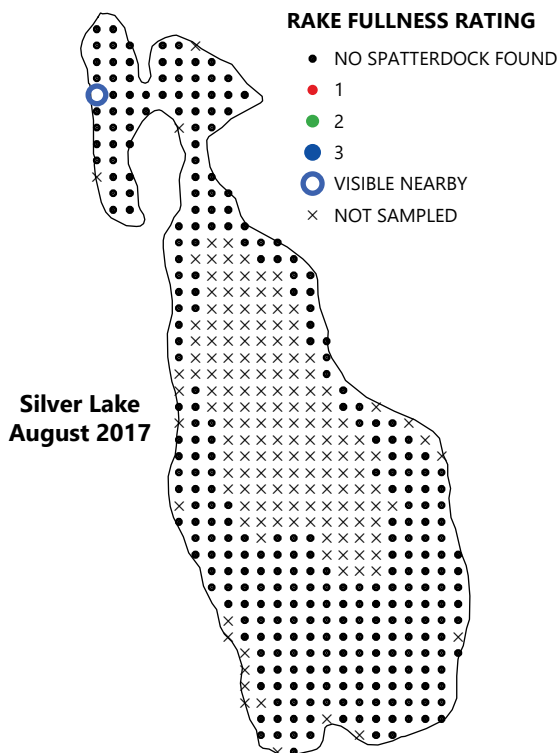 RAKE FULLNESS RATING
NO SPATTERDOCK FOUND
1
2
3
VISIBLE NEARBY
NOT SAMPLED
Silver Lake
August 2017